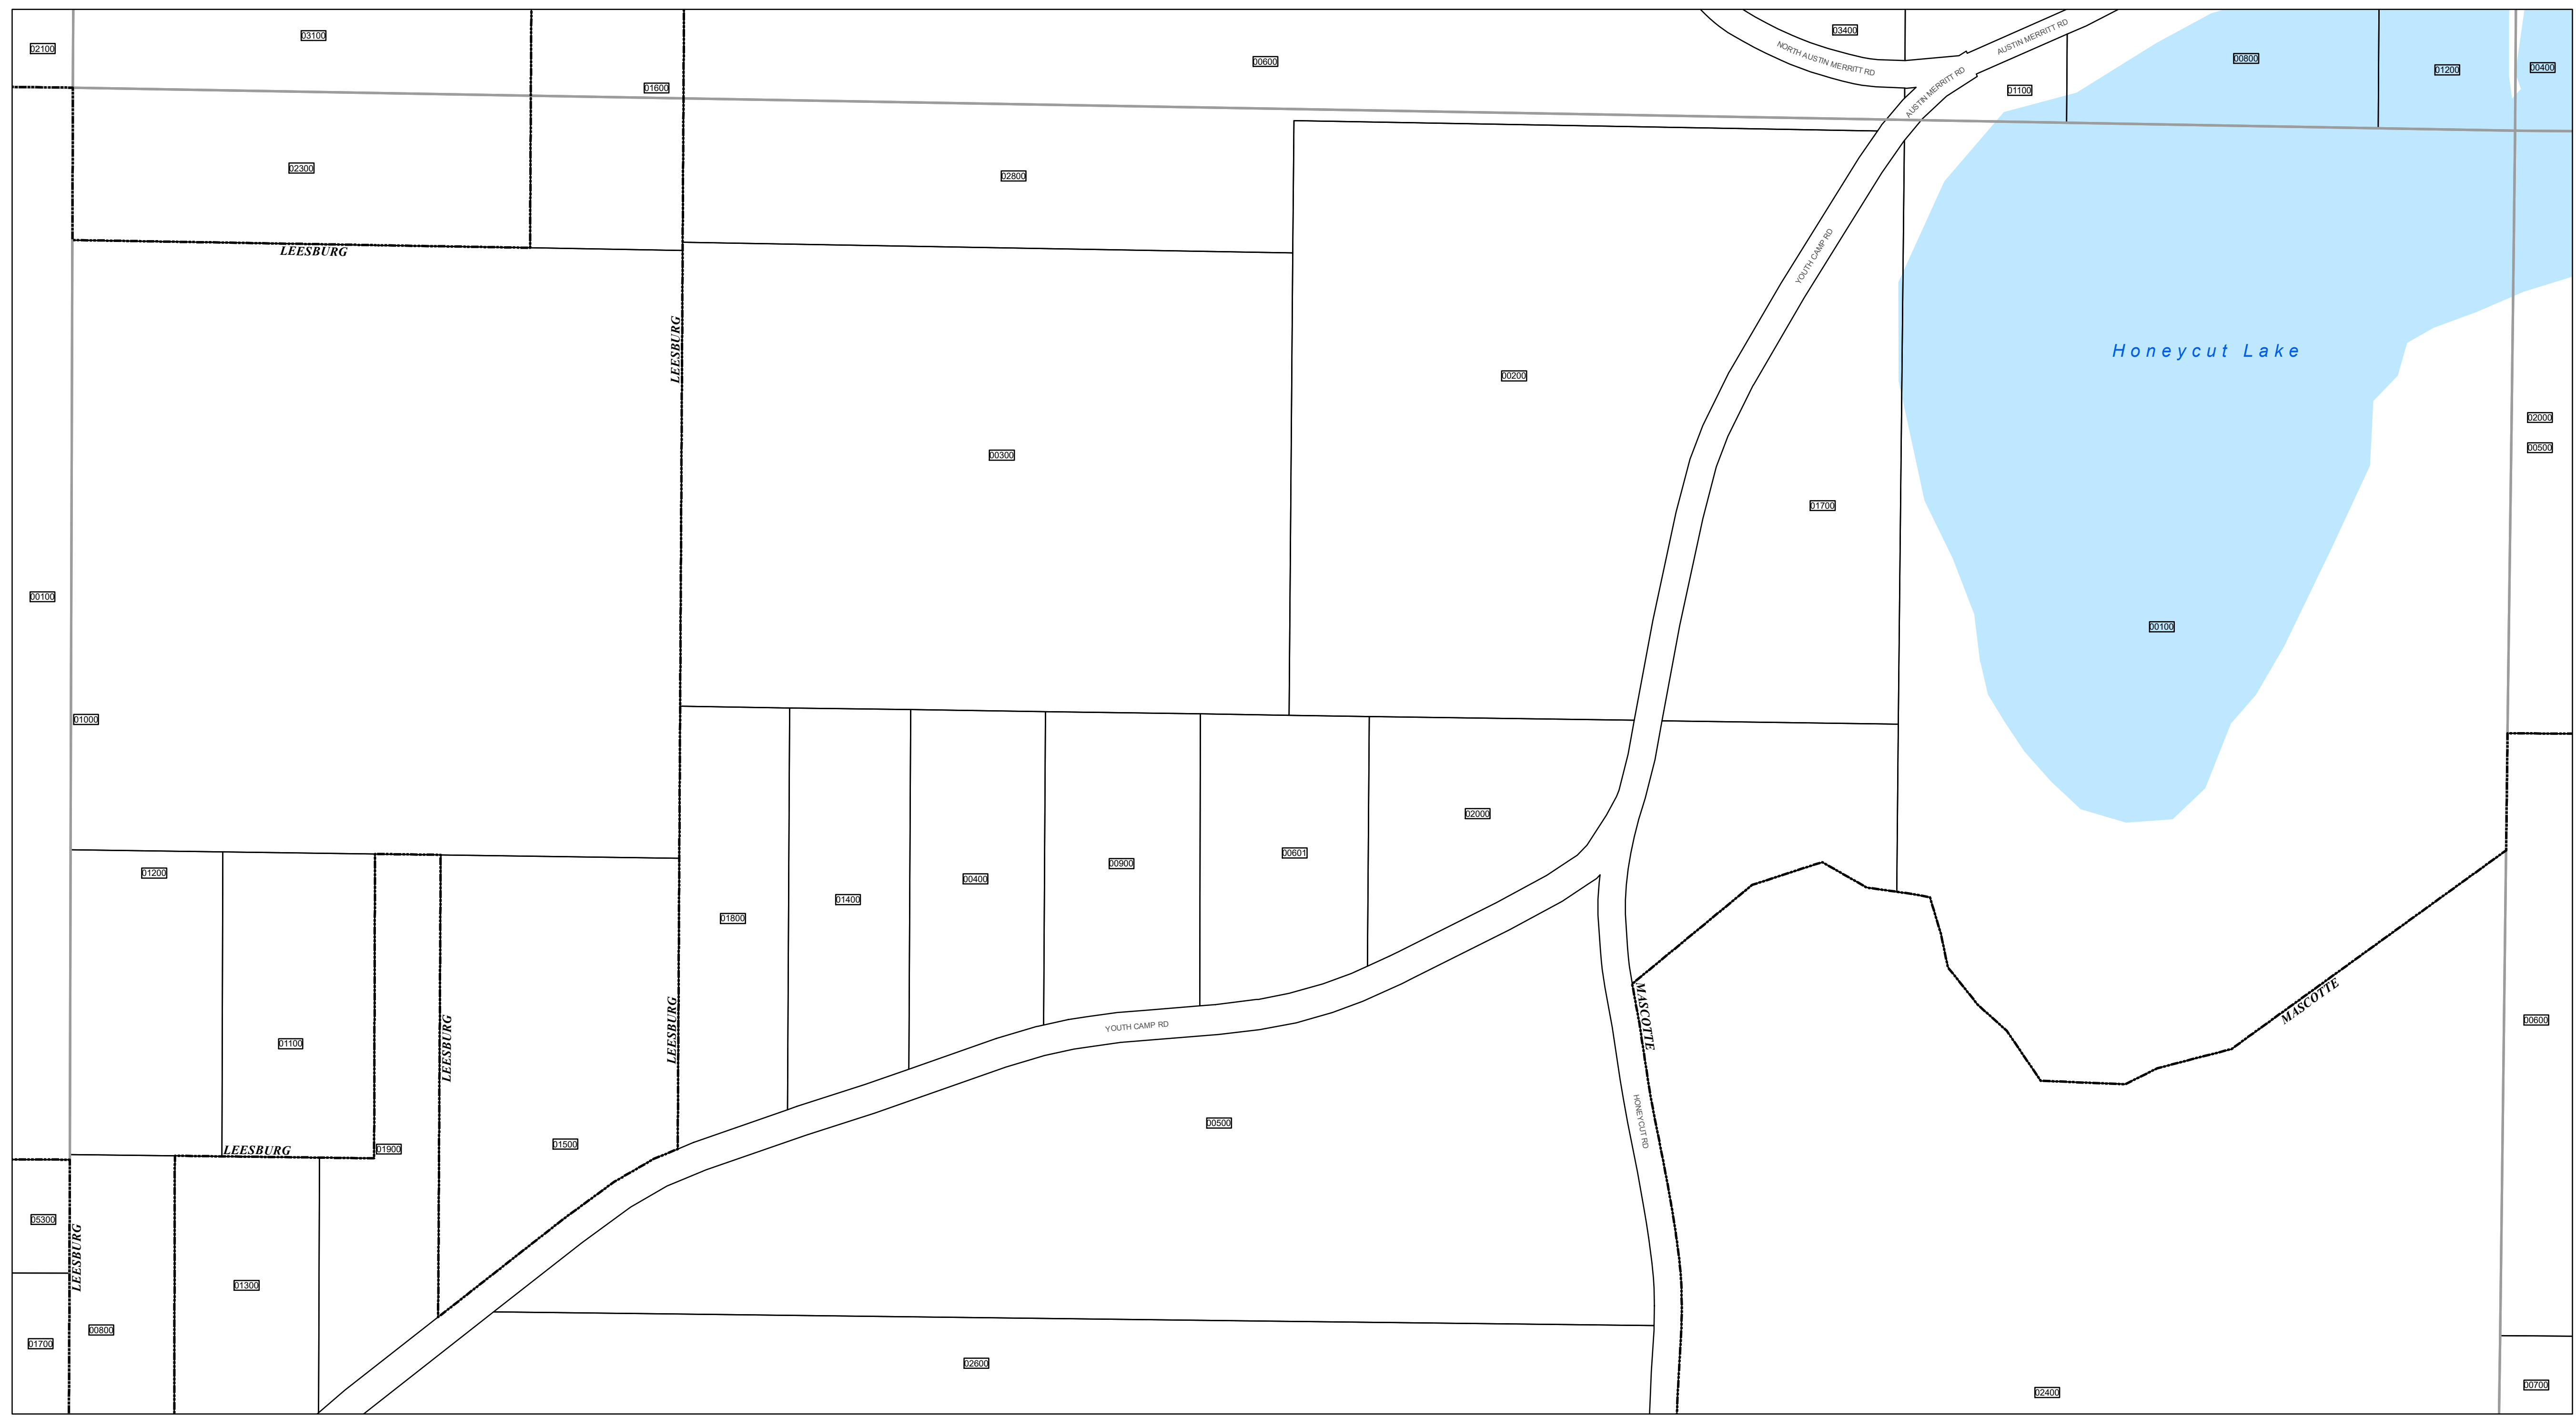 03400
03100
02100
NORTH AUSTIN MERRITT RD
AUSTIN MERRITT RD
00600
00800
01200
00400
01600
AUSTIN MERRITT RD
01100
02300
02800
LEESBURG
YOUTH CAMP RD
LEESBURG
Honeycut Lake
00200
02000
00500
00300
01700
00100
00100
01000
02000
00601
00900
01200
00400
01400
01800
LEESBURG
LEESBURG
MASCOTTE
MASCOTTE
00600
YOUTH CAMP RD
01100
00500
HONEYCUT RD
01500
01900
LEESBURG
05300
LEESBURG
01300
00800
01700
02600
00700
02400